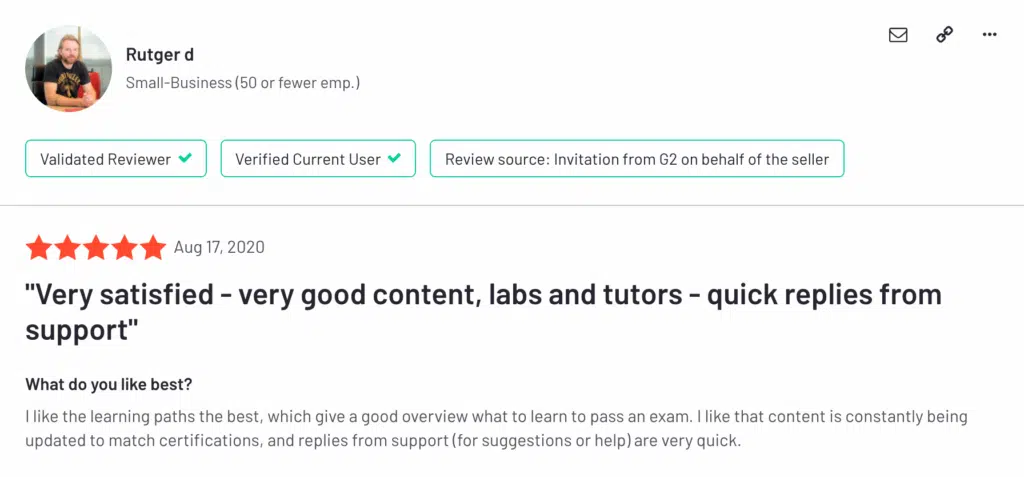 Rutger d
Small-Business (50 or fewer emp.)
Validated Reviewer
Verified Current User
Review source: Invitation from G2 on behalf of the seller
Aug 17, 2020
"Very satisfied - very good content, labs and tutors - quick replies from
support"
What do you like best?
I like the learning paths the best, which give a good overview what to learn to pass an exam. I like that content is constantly being
updated to match certifications, and replies from support (for suggestions or help) are very quick.